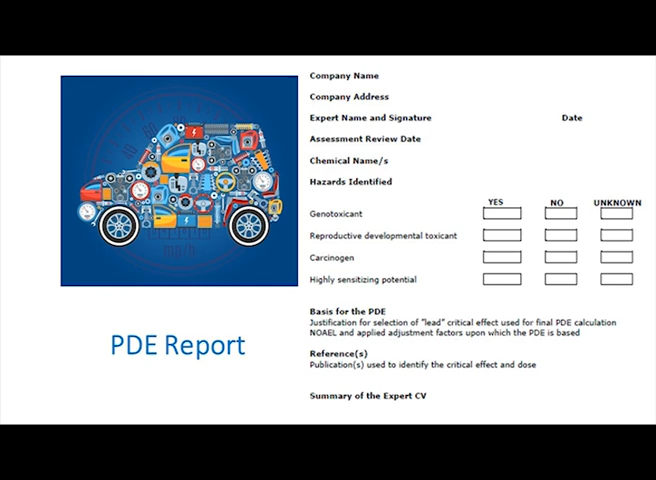 Company Name
Company Address
Expert Name and Signature Date
Assessment Review Date
Chemical Name/s
Hazards Identified
YES NO UNKNOWN
Genotoxicant
Reproductive developmental toxicant
Carcinogen
Highly sensitizing potential
Basis for the PDE
Justification for selection of "lead" critical effect used for final PDE calculation
NOAEL and applied adjustment factors upon which the PDE is based
Reference(s)
Publication(s) used to identify the critical effect and dose
Summary of the Expert CV
PDE Report
40
60
mp/h